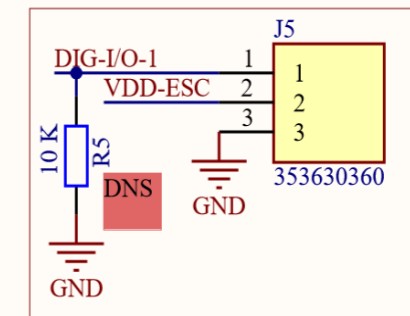 J5
DIG-I/O-1
1
1
VDD-ESC
2
2
3
3
10 K
R5
DNS
353630360
GND
GND